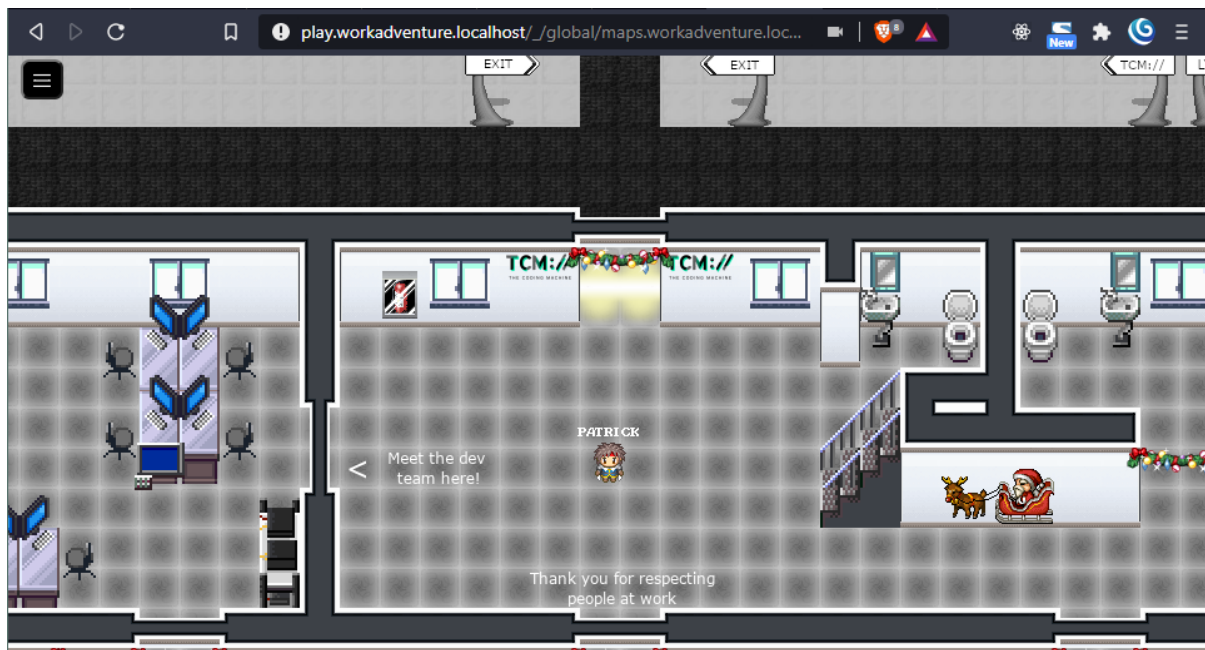 play.workadventure.localhost/_/global/maps.workadventure.loc...
8
New
EXIT
EXIT
TCM://
TCM://
THE CODING MACHINE
TCM://
THE CODING MACHINE
PATRICK
< Meet the dev
team here!
Thank you for respecting
people at work